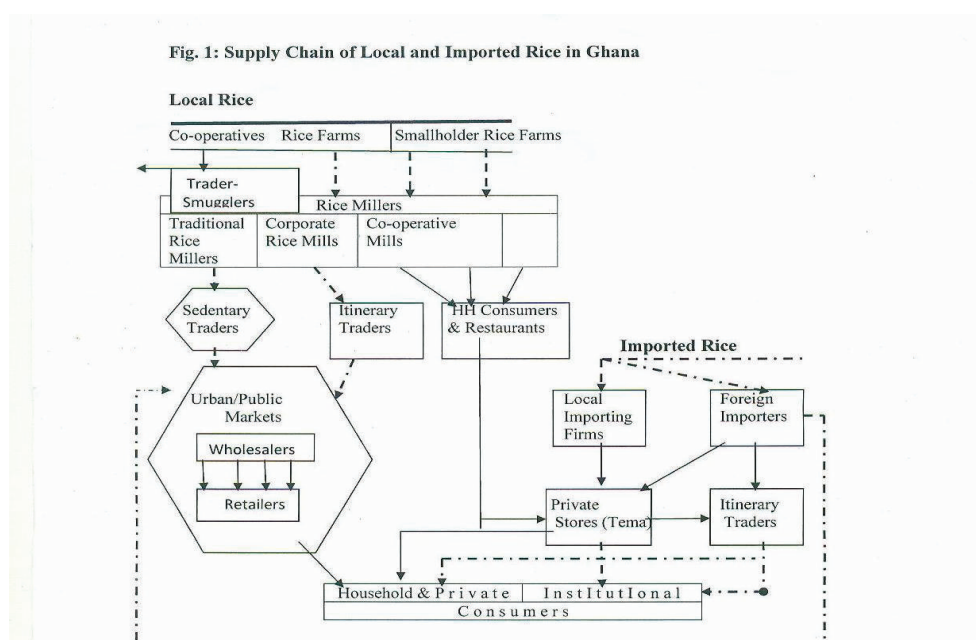 Fig. 1: Supply Chain of Local and Imported Rice in Ghana
Local Rice
Co-operatives Rice Farms Smallholder Rice Farms
Trader-
Smugglers
Rice Millers
Traditional
Rice
Millers
Corporate
Rice Mills
Co-operative
Mills
Sedentary
Traders
Itinerary
Traders
HH Consumers
& Restaurants
Imported Rice
Urban/Public
Markets
Wholesalers
Retailers
Local
Importing
Firms
Foreign
Importers
Private
Stores (Tema)
Itinerary
Traders
Household & Private InstItutIonal
Consumers